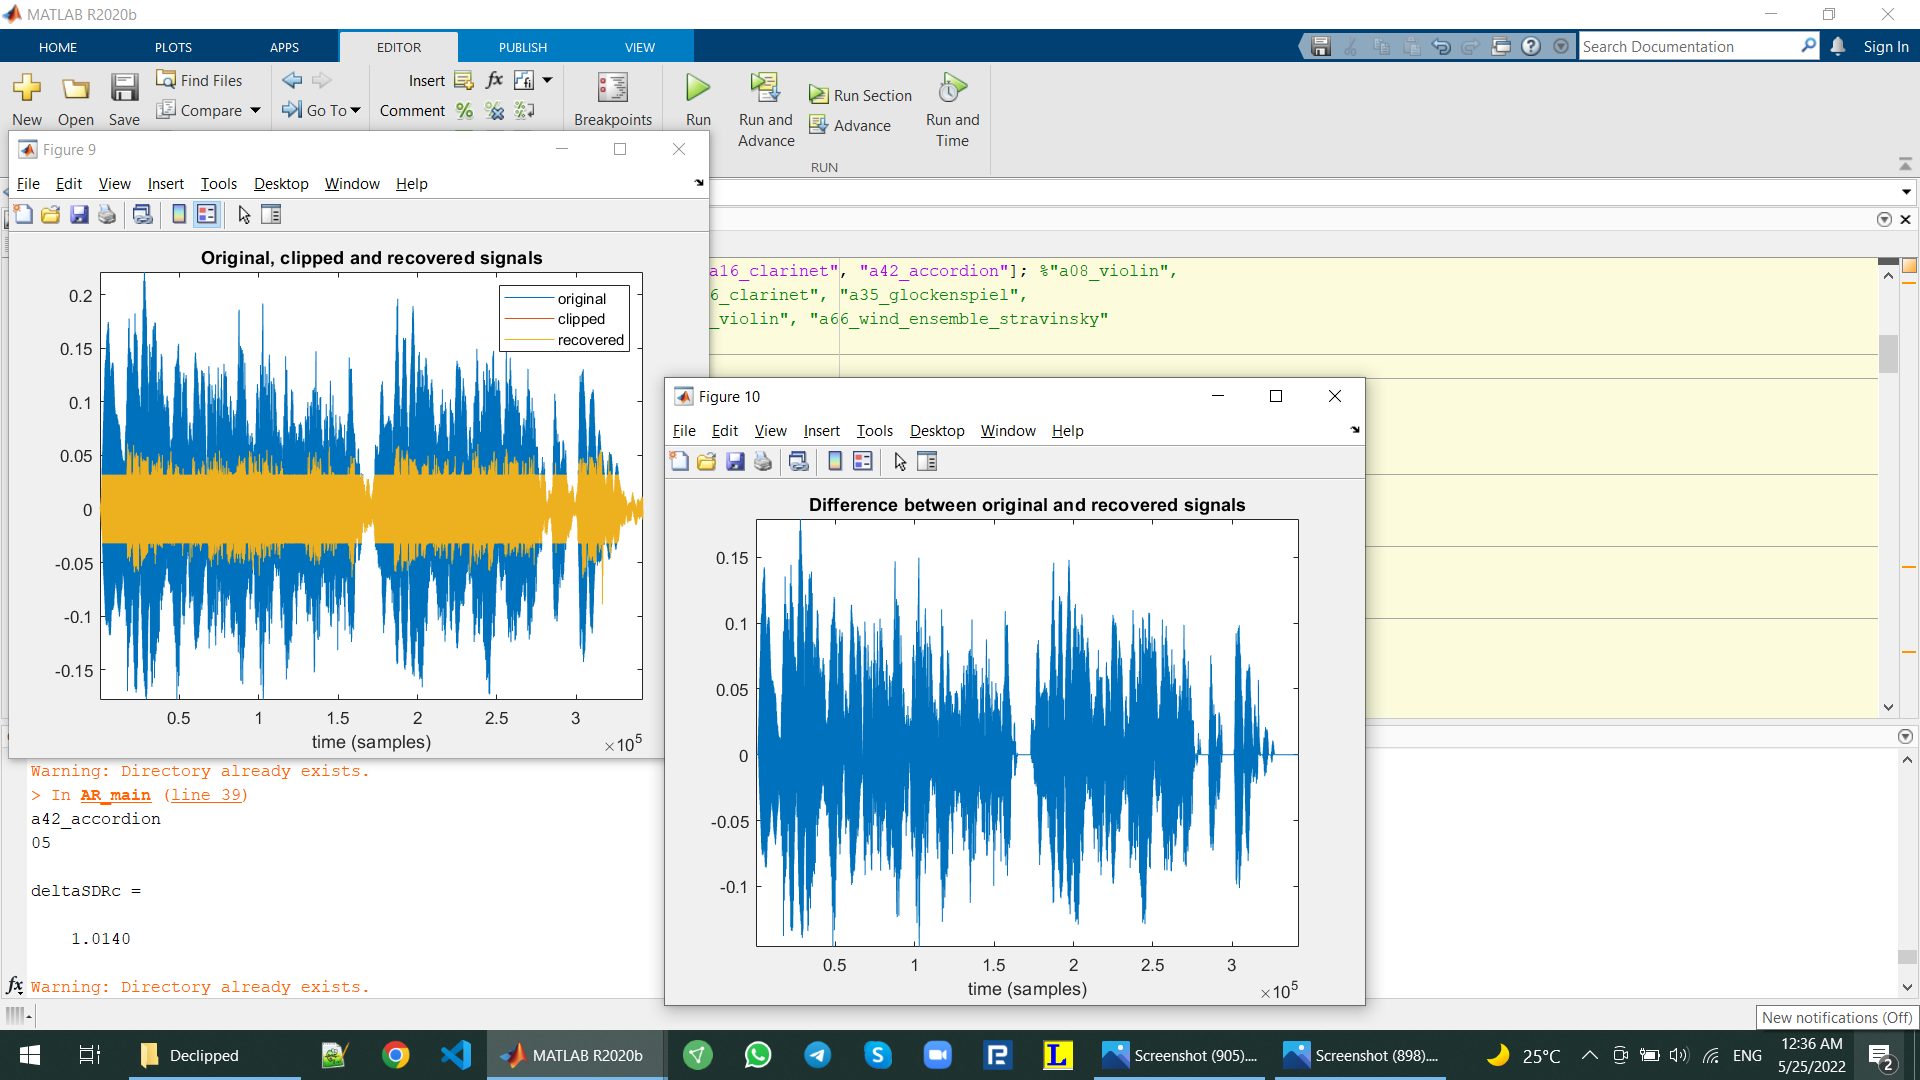 MATLAB R2020b
HOME PLOTS APPS EDITOR PUBLISH VIEW
Search Documentation
Sign In
New Open Save
Find Files
Compare
Go To
Insert
Comment
Breakpoints
Run
Run and Advance
Run Section
Advance
Run and Time
RUN
Figure 9
File Edit View Insert Tools Desktop Window Help
Original, clipped and recovered signals
original
clipped
recovered
0.2
0.15
0.1
0.05
0
-0.05
-0.1
-0.15
0.5 1 1.5 2 2.5 3
time (samples)
×10^5
a16_clarinet", "a42_accordion"]; %"a08_violin",
6_clarinet", "a35_glockenspiel",
_violin", "a66_wind_ensemble_stravinsky"
Figure 10
File Edit View Insert Tools Desktop Window Help
Difference between original and recovered signals
0.15
0.1
0.05
0
-0.05
-0.1
0.5 1 1.5 2 2.5 3
time (samples)
×10^5
Warning: Directory already exists.
> In AR_main (line 39)
a42_accordion
05
deltaSDRc =
1.0140
fx Warning: Directory already exists.
New notifications (Off)
Declipped
MATLAB R2020b
Screenshot (905)....
Screenshot (898)....
25°C
ENG
12:36 AM
5/25/2022
2